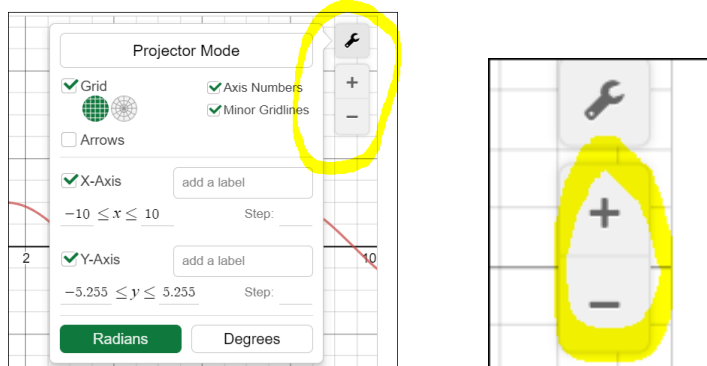 Projector Mode
Grid
Axis Numbers
Minor Gridlines
Arrows
X-Axis add a label
−10 ≤ x ≤ 10 Step:
Y-Axis add a label
−5.255 ≤ y ≤ 5.255 Step:
Radians Degrees
2
10
+
−
+
−